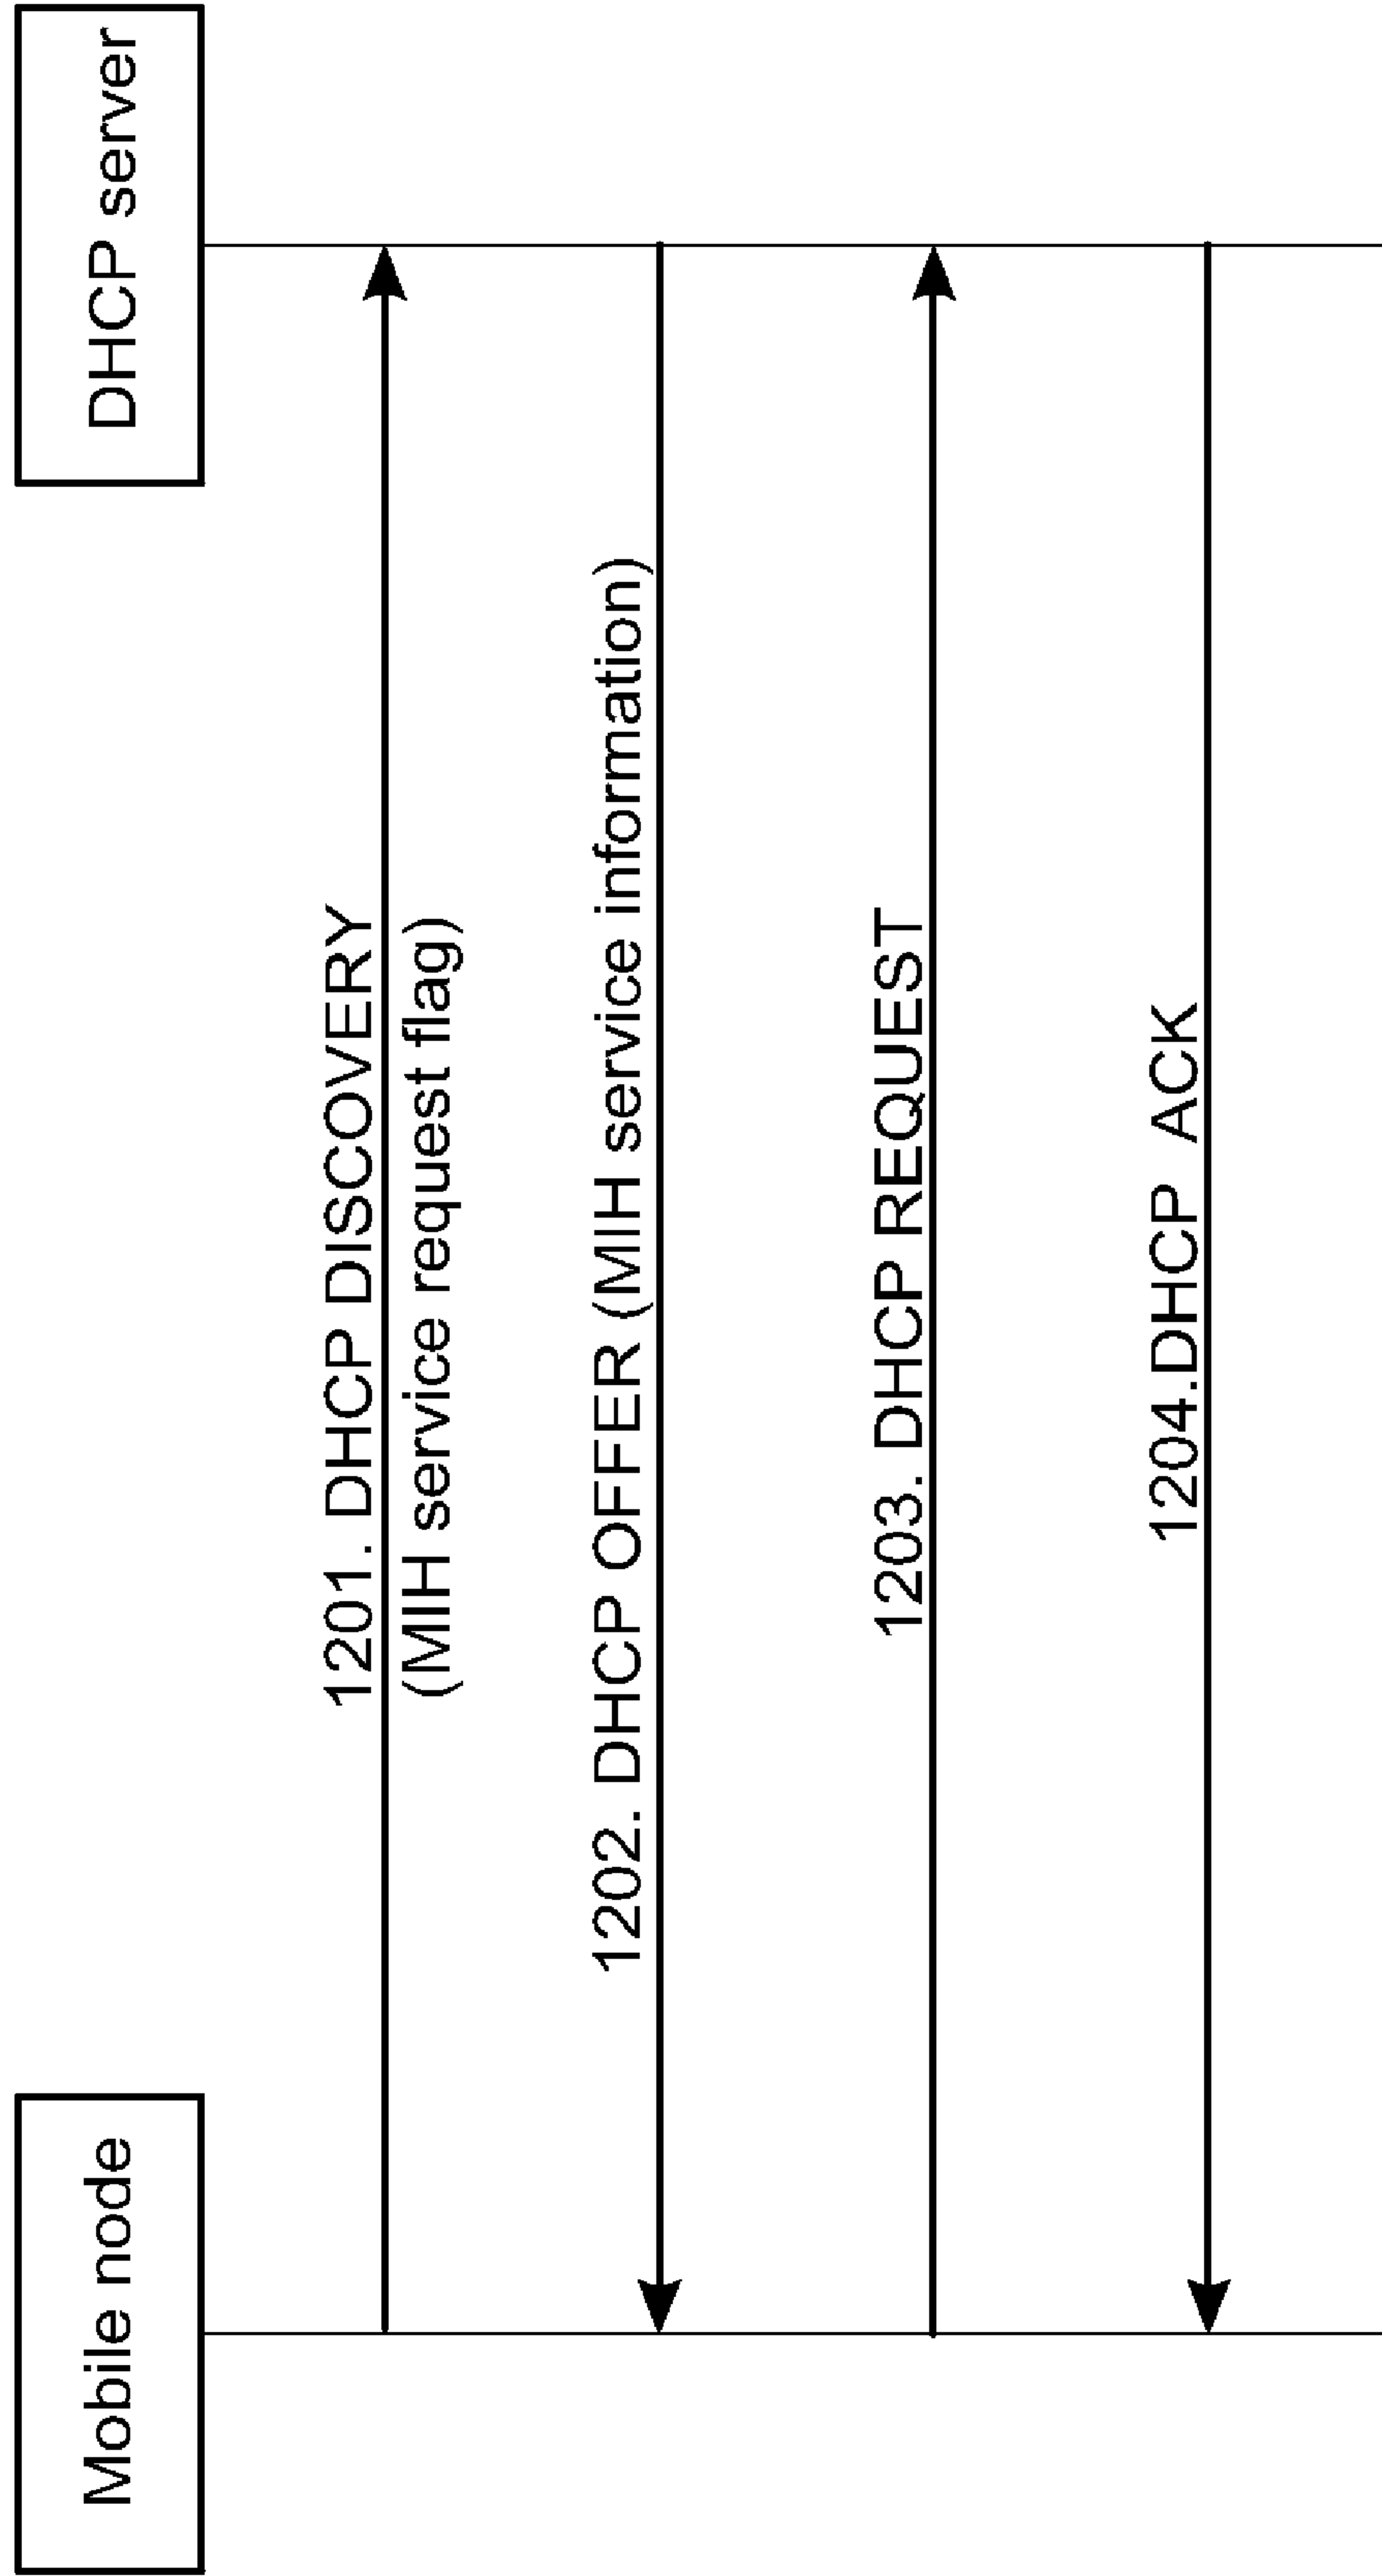 Mobile node
DHCP server
1201. DHCP DISCOVERY
(MIH service request flag)
1202. DHCP OFFER (MIH service information)
1203. DHCP REQUEST
1204.DHCP ACK